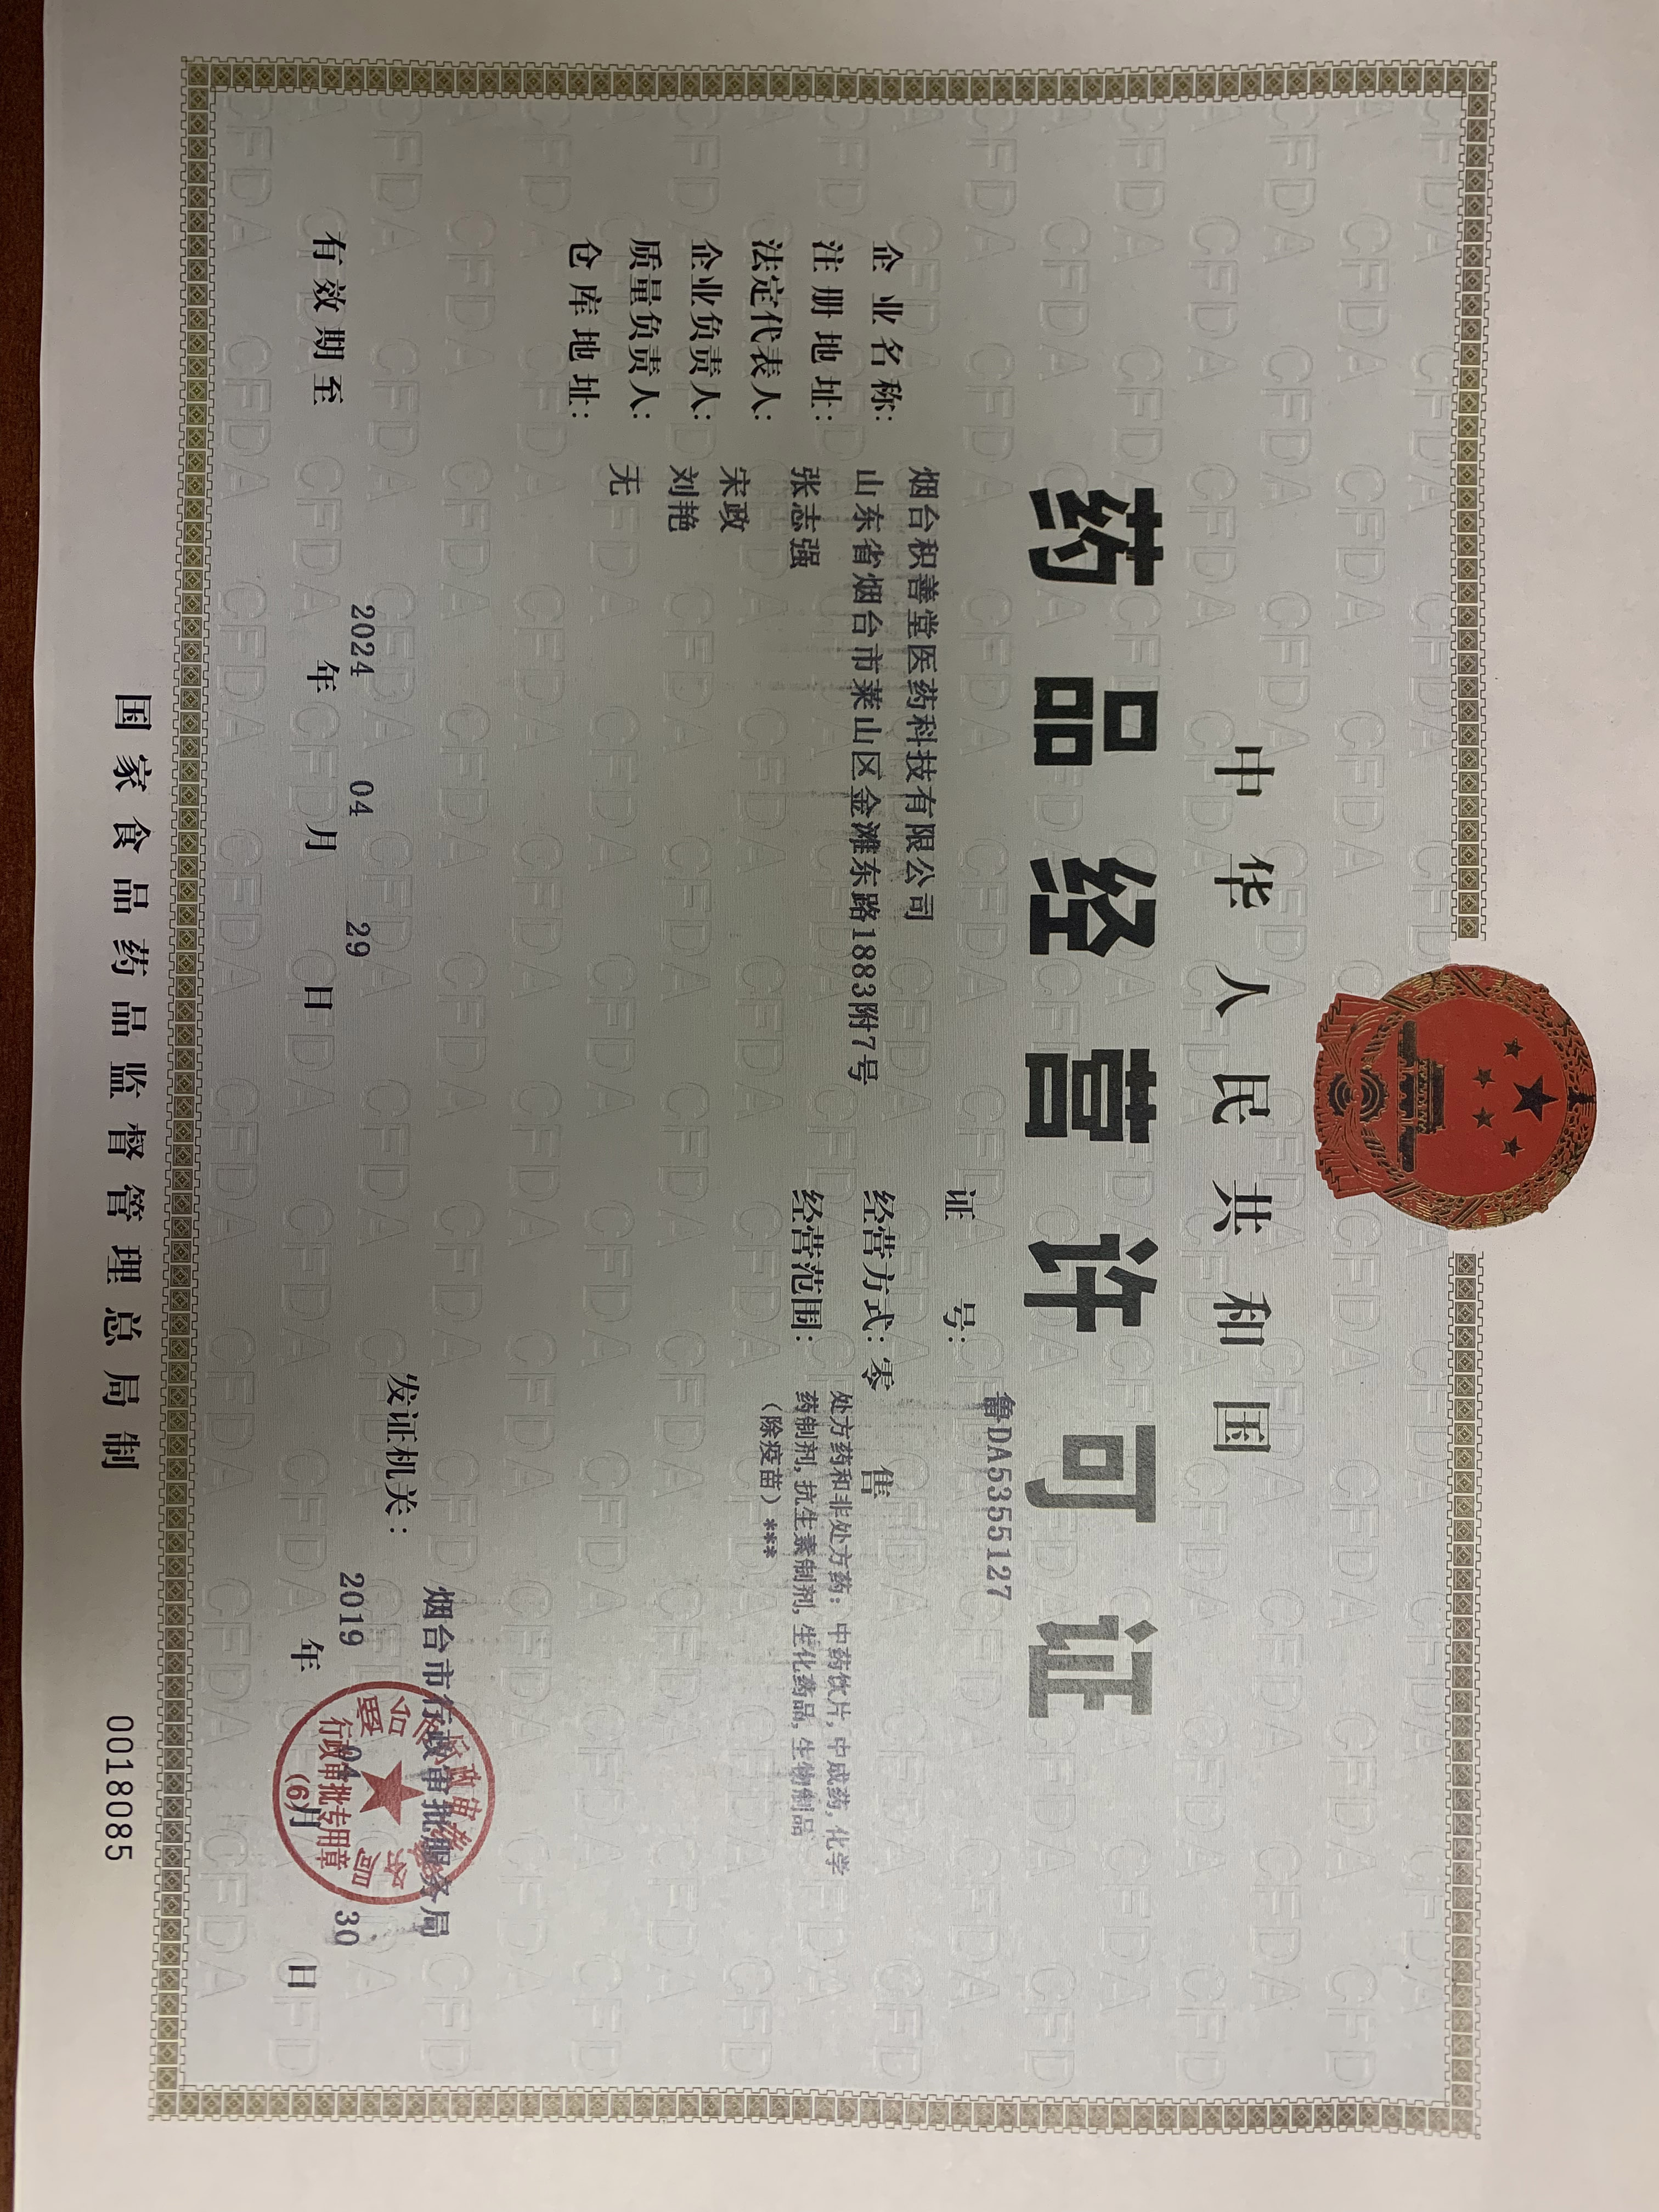 中华人民共和国
药品经营许可证
证 号: 鲁DA5355127
企业名称: 烟台积善堂医药科技有限公司
注册地址: 山东省烟台市莱山区金滩东路1883附7号
法定代表人: 张志强
企业负责人: 宋政
质量负责人: 刘艳
仓库地址: 无
经营方式: 零 售
经营范围: 处方药和非处方药: 中药饮片, 中成药, 化学
药制剂, 抗生素制剂, 生化药品, 生物制品
（除疫苗）***
发证机关: 烟台市行政审批服务局
有效期至 2024 年 04 月 29 日
2019 年 04 月 30 日
行政审批专用章
(6)
国家食品药品监督管理总局制
0018085
CFDA